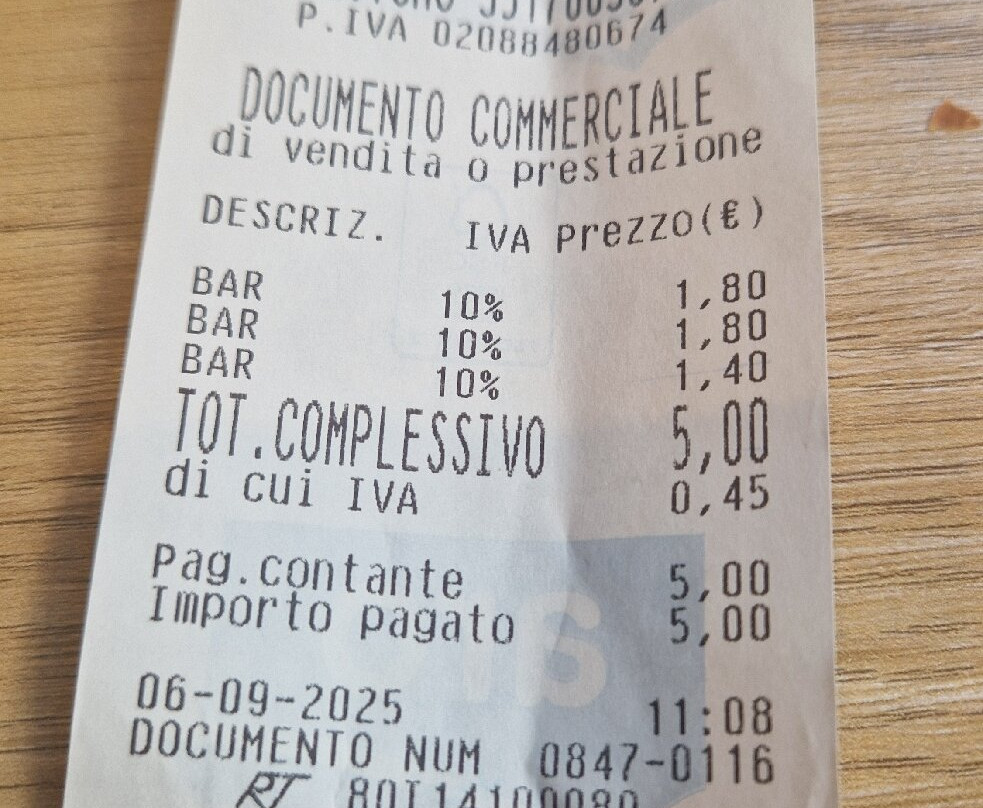 P.IVA 02088480674
DOCUMENTO COMMERCIALE
di vendita o prestazione
DESCRIZ. IVA Prezzo(€)
BAR 10% 1,80
BAR 10% 1,80
BAR 10% 1,40
TOT.COMPLESSIVO 5,00
di cui IVA 0,45
Pag.contante 5,00
Importo pagato 5,00
06-09-2025 11:08
DOCUMENTO NUM 0847-0116
RT